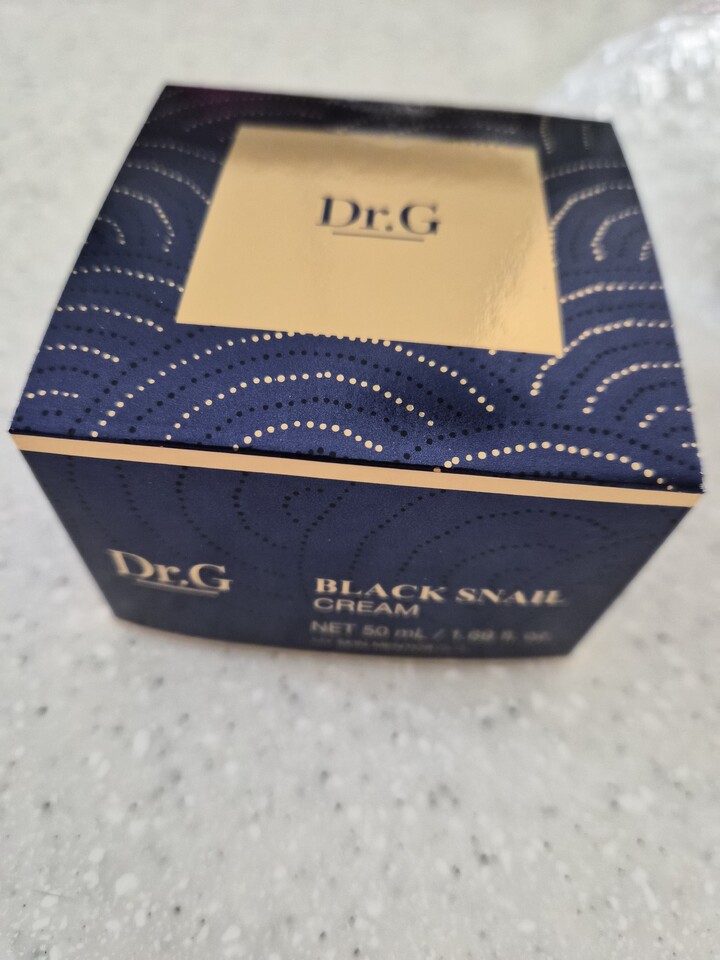 Dr.G
Dr.G
BLACK SNAIL
CREAM
NET 50 mL / 1.69 fl. oz.